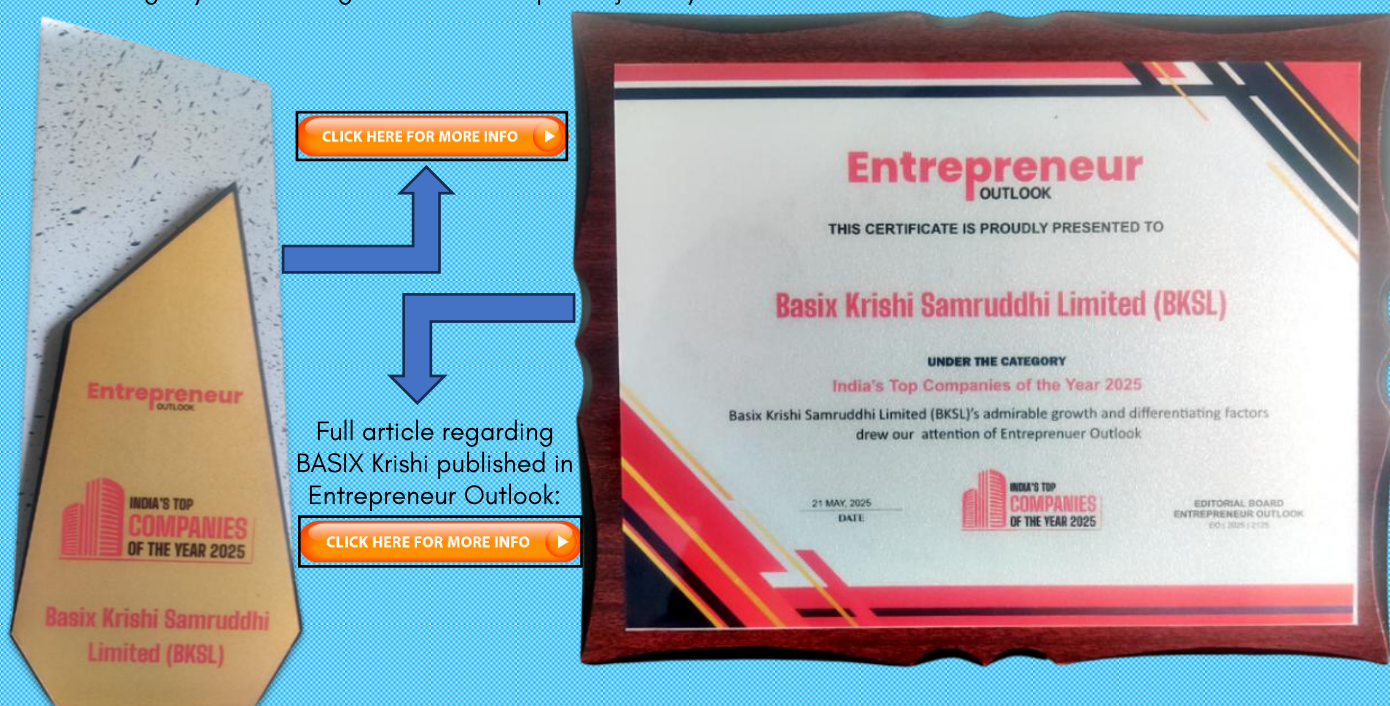 CLICK HERE FOR MORE INFO
Full article regarding
BASIX Krishi published in
Entrepreneur Outlook:
CLICK HERE FOR MORE INFO
Entrepreneur
OUTLOOK
INDIA'S TOP
COMPANIES
OF THE YEAR 2025
Basix Krishi Samruddhi
Limited (BKSL)
Entrepreneur
OUTLOOK
THIS CERTIFICATE IS PROUDLY PRESENTED TO
Basix Krishi Samruddhi Limited (BKSL)
UNDER THE CATEGORY
India's Top Companies of the Year 2025
Basix Krishi Samruddhi Limited (BKSL)'s admirable growth and differentiating factors
drew our attention of Entreprenuer Outlook
21 MAY, 2025
DATE
INDIA'S TOP
COMPANIES
OF THE YEAR 2025
EDITORIAL BOARD
ENTREPRENEUR OUTLOOK
EO | 2025 | 2125